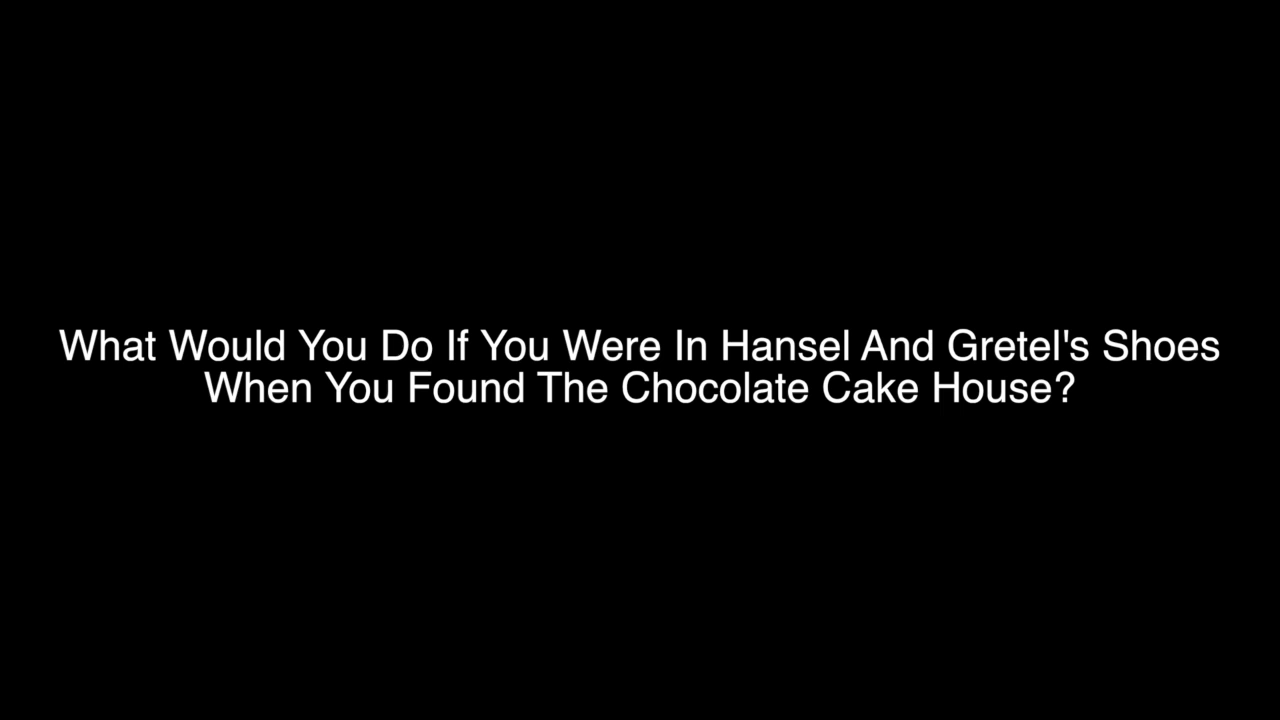 What Would You Do If You Were In Hansel And Gretel's Shoes
When You Found The Chocolate Cake House?